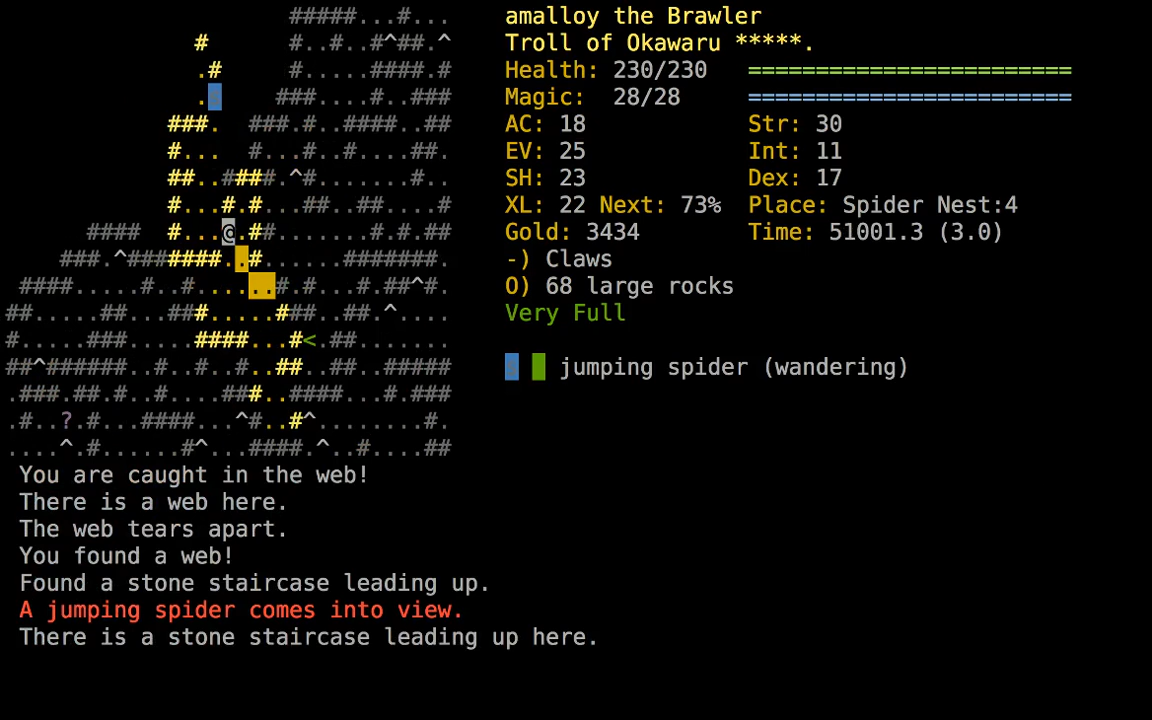 amalloy the Brawler
Troll of Okawaru *****.
Health: 230/230
Magic: 28/28
AC: 18 Str: 30
EV: 25 Int: 11
SH: 23 Dex: 17
XL: 22 Next: 73% Place: Spider Nest:4
Gold: 3434 Time: 51001.3 (3.0)
-) Claws
O) 68 large rocks
Very Full
jumping spider (wandering)
You are caught in the web!
There is a web here.
The web tears apart.
You found a web!
Found a stone staircase leading up.
A jumping spider comes into view.
There is a stone staircase leading up here.